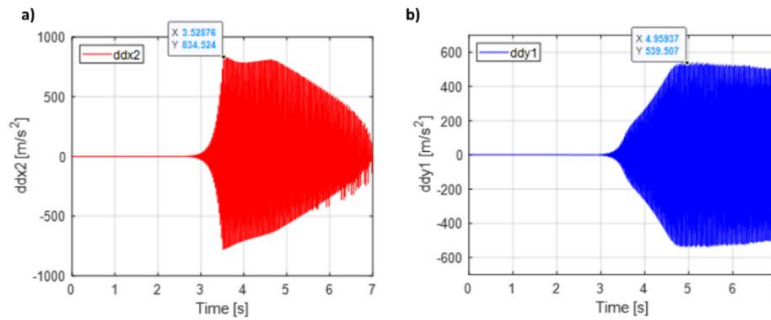 a)
X 3.52876
Y 834.524
1000
500
0
-500
-1000
ddx2 [m/s²]
ddx2
0 1 2 3 4 5 6 7
Time [s]
b)
X 4.95937
Y 539.507
600
400
200
0
-200
-400
-600
ddy1 [m/s²]
ddy1
0 1 2 3 4 5 6 7
Time [s]